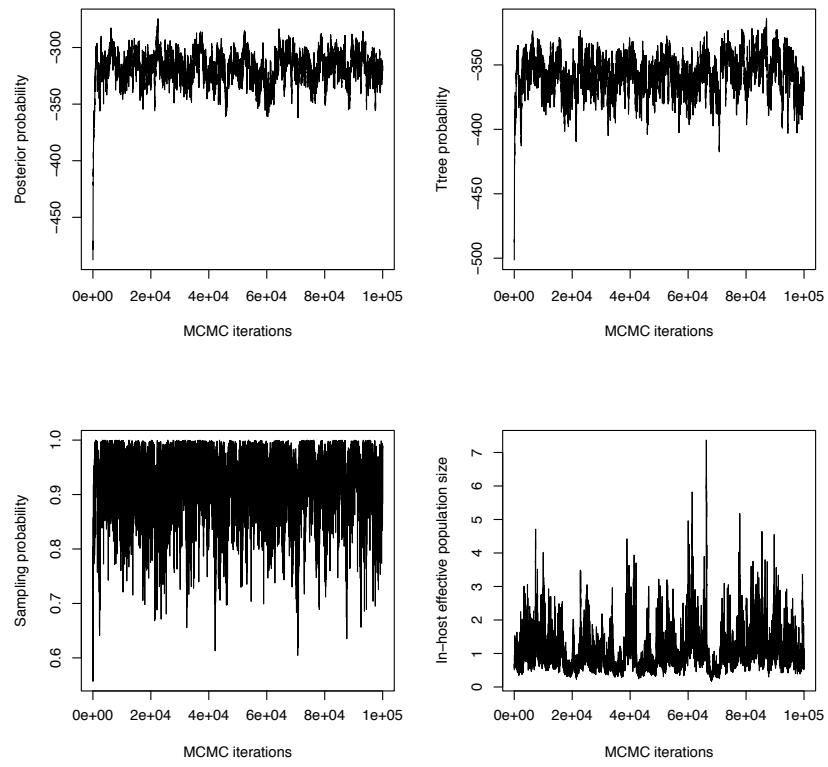 −300
−350
−400
−450
Posterior probability
0e+00 2e+04 4e+04 6e+04 8e+04 1e+05
MCMC iterations
−350
−400
−450
−500
Ttree probability
0e+00 2e+04 4e+04 6e+04 8e+04 1e+05
MCMC iterations
1.0
0.9
0.8
0.7
0.6
Sampling probability
0e+00 2e+04 4e+04 6e+04 8e+04 1e+05
MCMC iterations
7
6
5
4
3
2
1
0
In−host effective population size
0e+00 2e+04 4e+04 6e+04 8e+04 1e+05
MCMC iterations